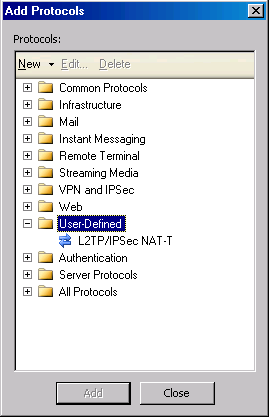 Add Protocols
Protocols:
New Edit... Delete
Common Protocols
Infrastructure
Mail
Instant Messaging
Remote Terminal
Streaming Media
VPN and IPSec
Web
User-Defined
L2TP/IPSec NAT-T
Authentication
Server Protocols
All Protocols
Add Close